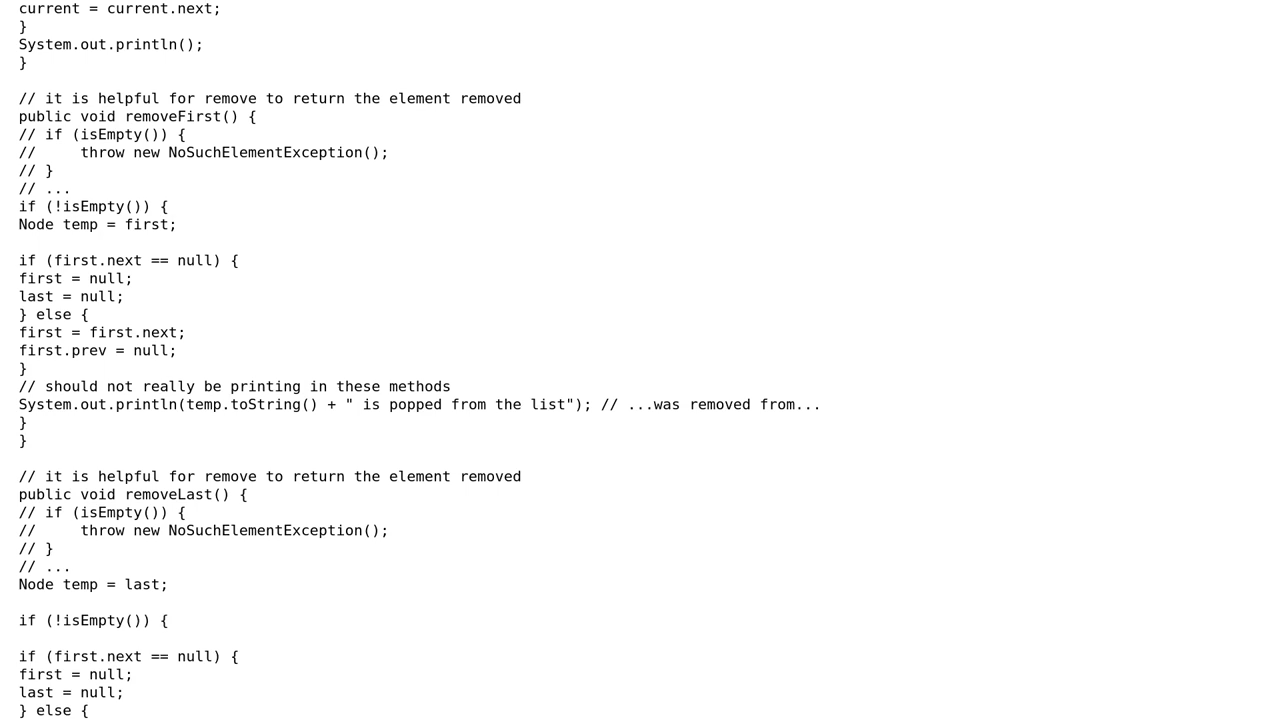 current = current.next;
}
System.out.println();
}

// it is helpful for remove to return the element removed
public void removeFirst() {
// if (isEmpty()) {
//     throw new NoSuchElementException();
// }
// ...
if (!isEmpty()) {
Node temp = first;

if (first.next == null) {
first = null;
last = null;
} else {
first = first.next;
first.prev = null;
}
// should not really be printing in these methods
System.out.println(temp.toString() + " is popped from the list"); // ...was removed from...
}
}

// it is helpful for remove to return the element removed
public void removeLast() {
// if (isEmpty()) {
//     throw new NoSuchElementException();
// }
// ...
Node temp = last;

if (!isEmpty()) {

if (first.next == null) {
first = null;
last = null;
} else {